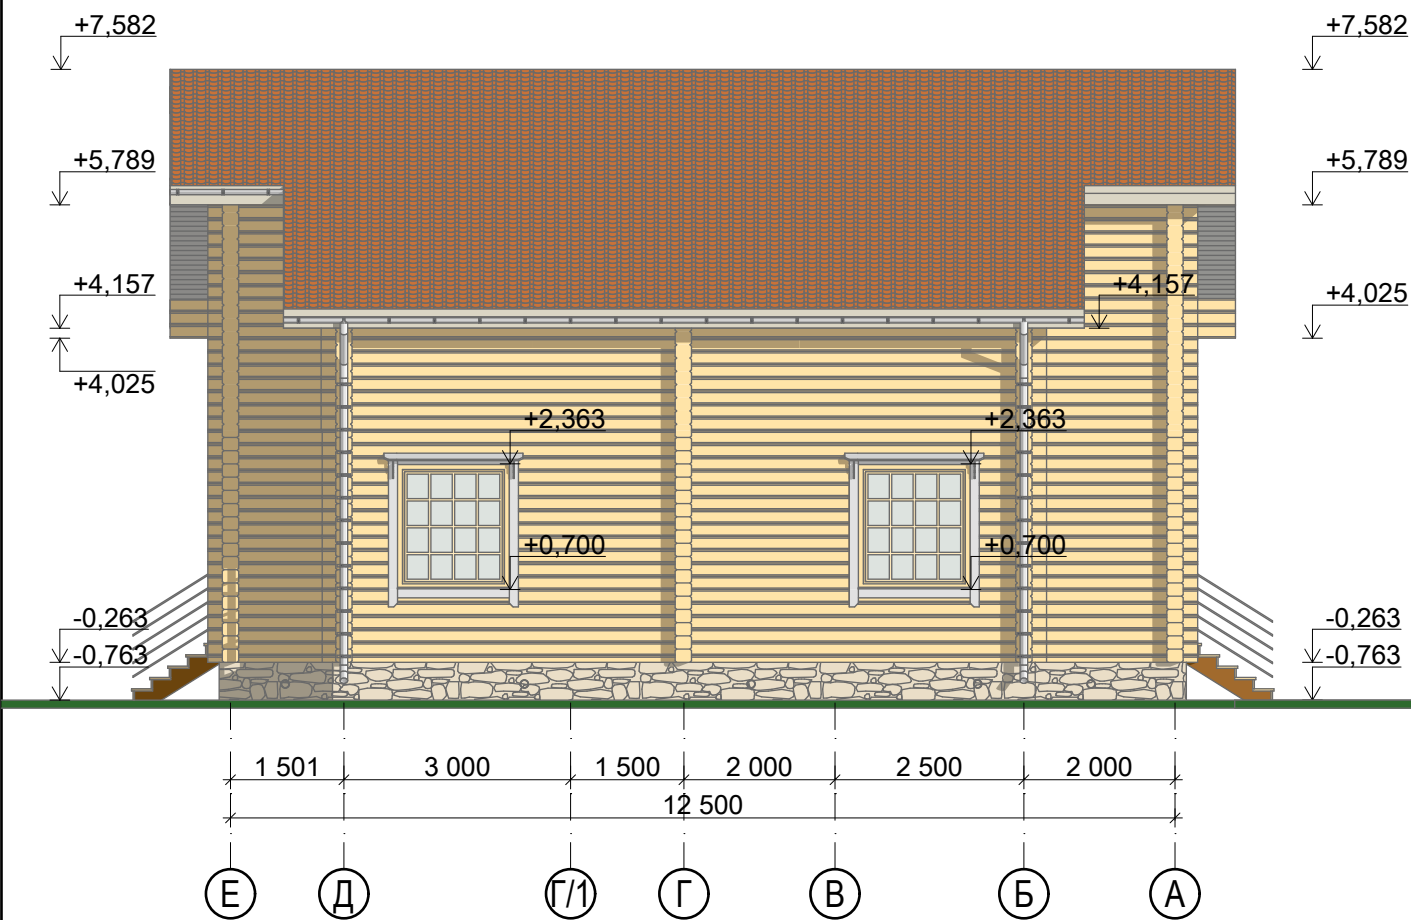 +7,582 +7,582
+5,789 +5,789
+4,157 +4,157 +4,025
+4,025
+2,363 +2,363
+0,700 +0,700
-0,263 -0,263
-0,763 -0,763
1 501 3 000 1 500 2 000 2 500 2 000
12 500
Е Д Г/1 Г В Б А